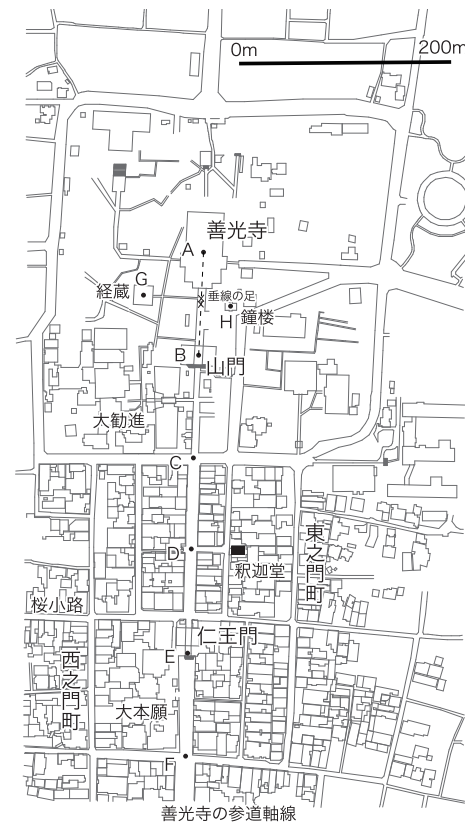 0m
200m
善光寺
A
経蔵
G
垂線の足
H
鐘楼
B
山門
大勧進
C
D
釈迦堂
東之門町
桜小路
仁王門
E
西之門町
大本願
F
善光寺の参道軸線